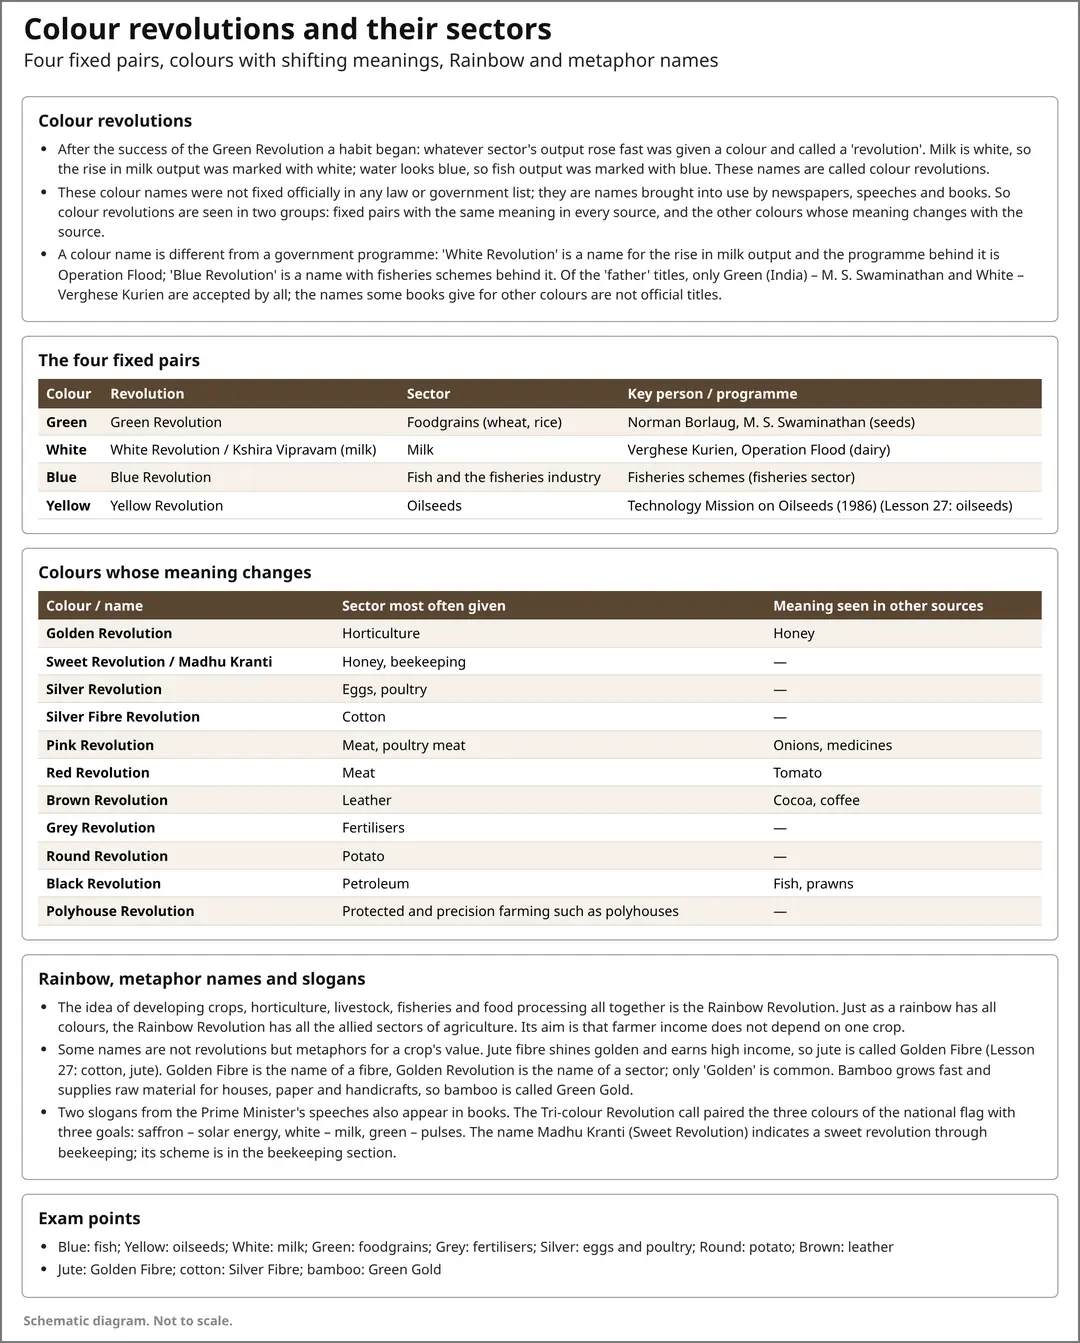 Colour revolutions and their sectors
Four fixed pairs, colours with shifting meanings, Rainbow and metaphor names
Colour revolutions
• After the success of the Green Revolution a habit began: whatever sector's output rose fast was given a colour and called a 'revolution'. Milk is white, so
the rise in milk output was marked with white; water looks blue, so fish output was marked with blue. These names are called colour revolutions.
• These colour names were not fixed officially in any law or government list; they are names brought into use by newspapers, speeches and books. So
colour revolutions are seen in two groups: fixed pairs with the same meaning in every source, and the other colours whose meaning changes with the
source.
• A colour name is different from a government programme: 'White Revolution' is a name for the rise in milk output and the programme behind it is
Operation Flood; 'Blue Revolution' is a name with fisheries schemes behind it. Of the 'father' titles, only Green (India) – M. S. Swaminathan and White –
Verghese Kurien are accepted by all; the names some books give for other colours are not official titles.
The four fixed pairs
Colour Revolution Sector Key person / programme
Green Green Revolution Foodgrains (wheat, rice) Norman Borlaug, M. S. Swaminathan (seeds)
White White Revolution / Kshira Vipravam (milk) Milk Verghese Kurien, Operation Flood (dairy)
Blue Blue Revolution Fish and the fisheries industry Fisheries schemes (fisheries sector)
Yellow Yellow Revolution Oilseeds Technology Mission on Oilseeds (1986) (Lesson 27: oilseeds)
Colours whose meaning changes
Colour / name Sector most often given Meaning seen in other sources
Golden Revolution Horticulture Honey
Sweet Revolution / Madhu Kranti Honey, beekeeping —
Silver Revolution Eggs, poultry —
Silver Fibre Revolution Cotton —
Pink Revolution Meat, poultry meat Onions, medicines
Red Revolution Meat Tomato
Brown Revolution Leather Cocoa, coffee
Grey Revolution Fertilisers —
Round Revolution Potato —
Black Revolution Petroleum Fish, prawns
Polyhouse Revolution Protected and precision farming such as polyhouses —
Rainbow, metaphor names and slogans
• The idea of developing crops, horticulture, livestock, fisheries and food processing all together is the Rainbow Revolution. Just as a rainbow has all
colours, the Rainbow Revolution has all the allied sectors of agriculture. Its aim is that farmer income does not depend on one crop.
• Some names are not revolutions but metaphors for a crop's value. Jute fibre shines golden and earns high income, so jute is called Golden Fibre (Lesson
27: cotton, jute). Golden Fibre is the name of a fibre, Golden Revolution is the name of a sector; only 'Golden' is common. Bamboo grows fast and
supplies raw material for houses, paper and handicrafts, so bamboo is called Green Gold.
• Two slogans from the Prime Minister's speeches also appear in books. The Tri-colour Revolution call paired the three colours of the national flag with
three goals: saffron – solar energy, white – milk, green – pulses. The name Madhu Kranti (Sweet Revolution) indicates a sweet revolution through
beekeeping; its scheme is in the beekeeping section.
Exam points
• Blue: fish; Yellow: oilseeds; White: milk; Green: foodgrains; Grey: fertilisers; Silver: eggs and poultry; Round: potato; Brown: leather
• Jute: Golden Fibre; cotton: Silver Fibre; bamboo: Green Gold
Schematic diagram. Not to scale.